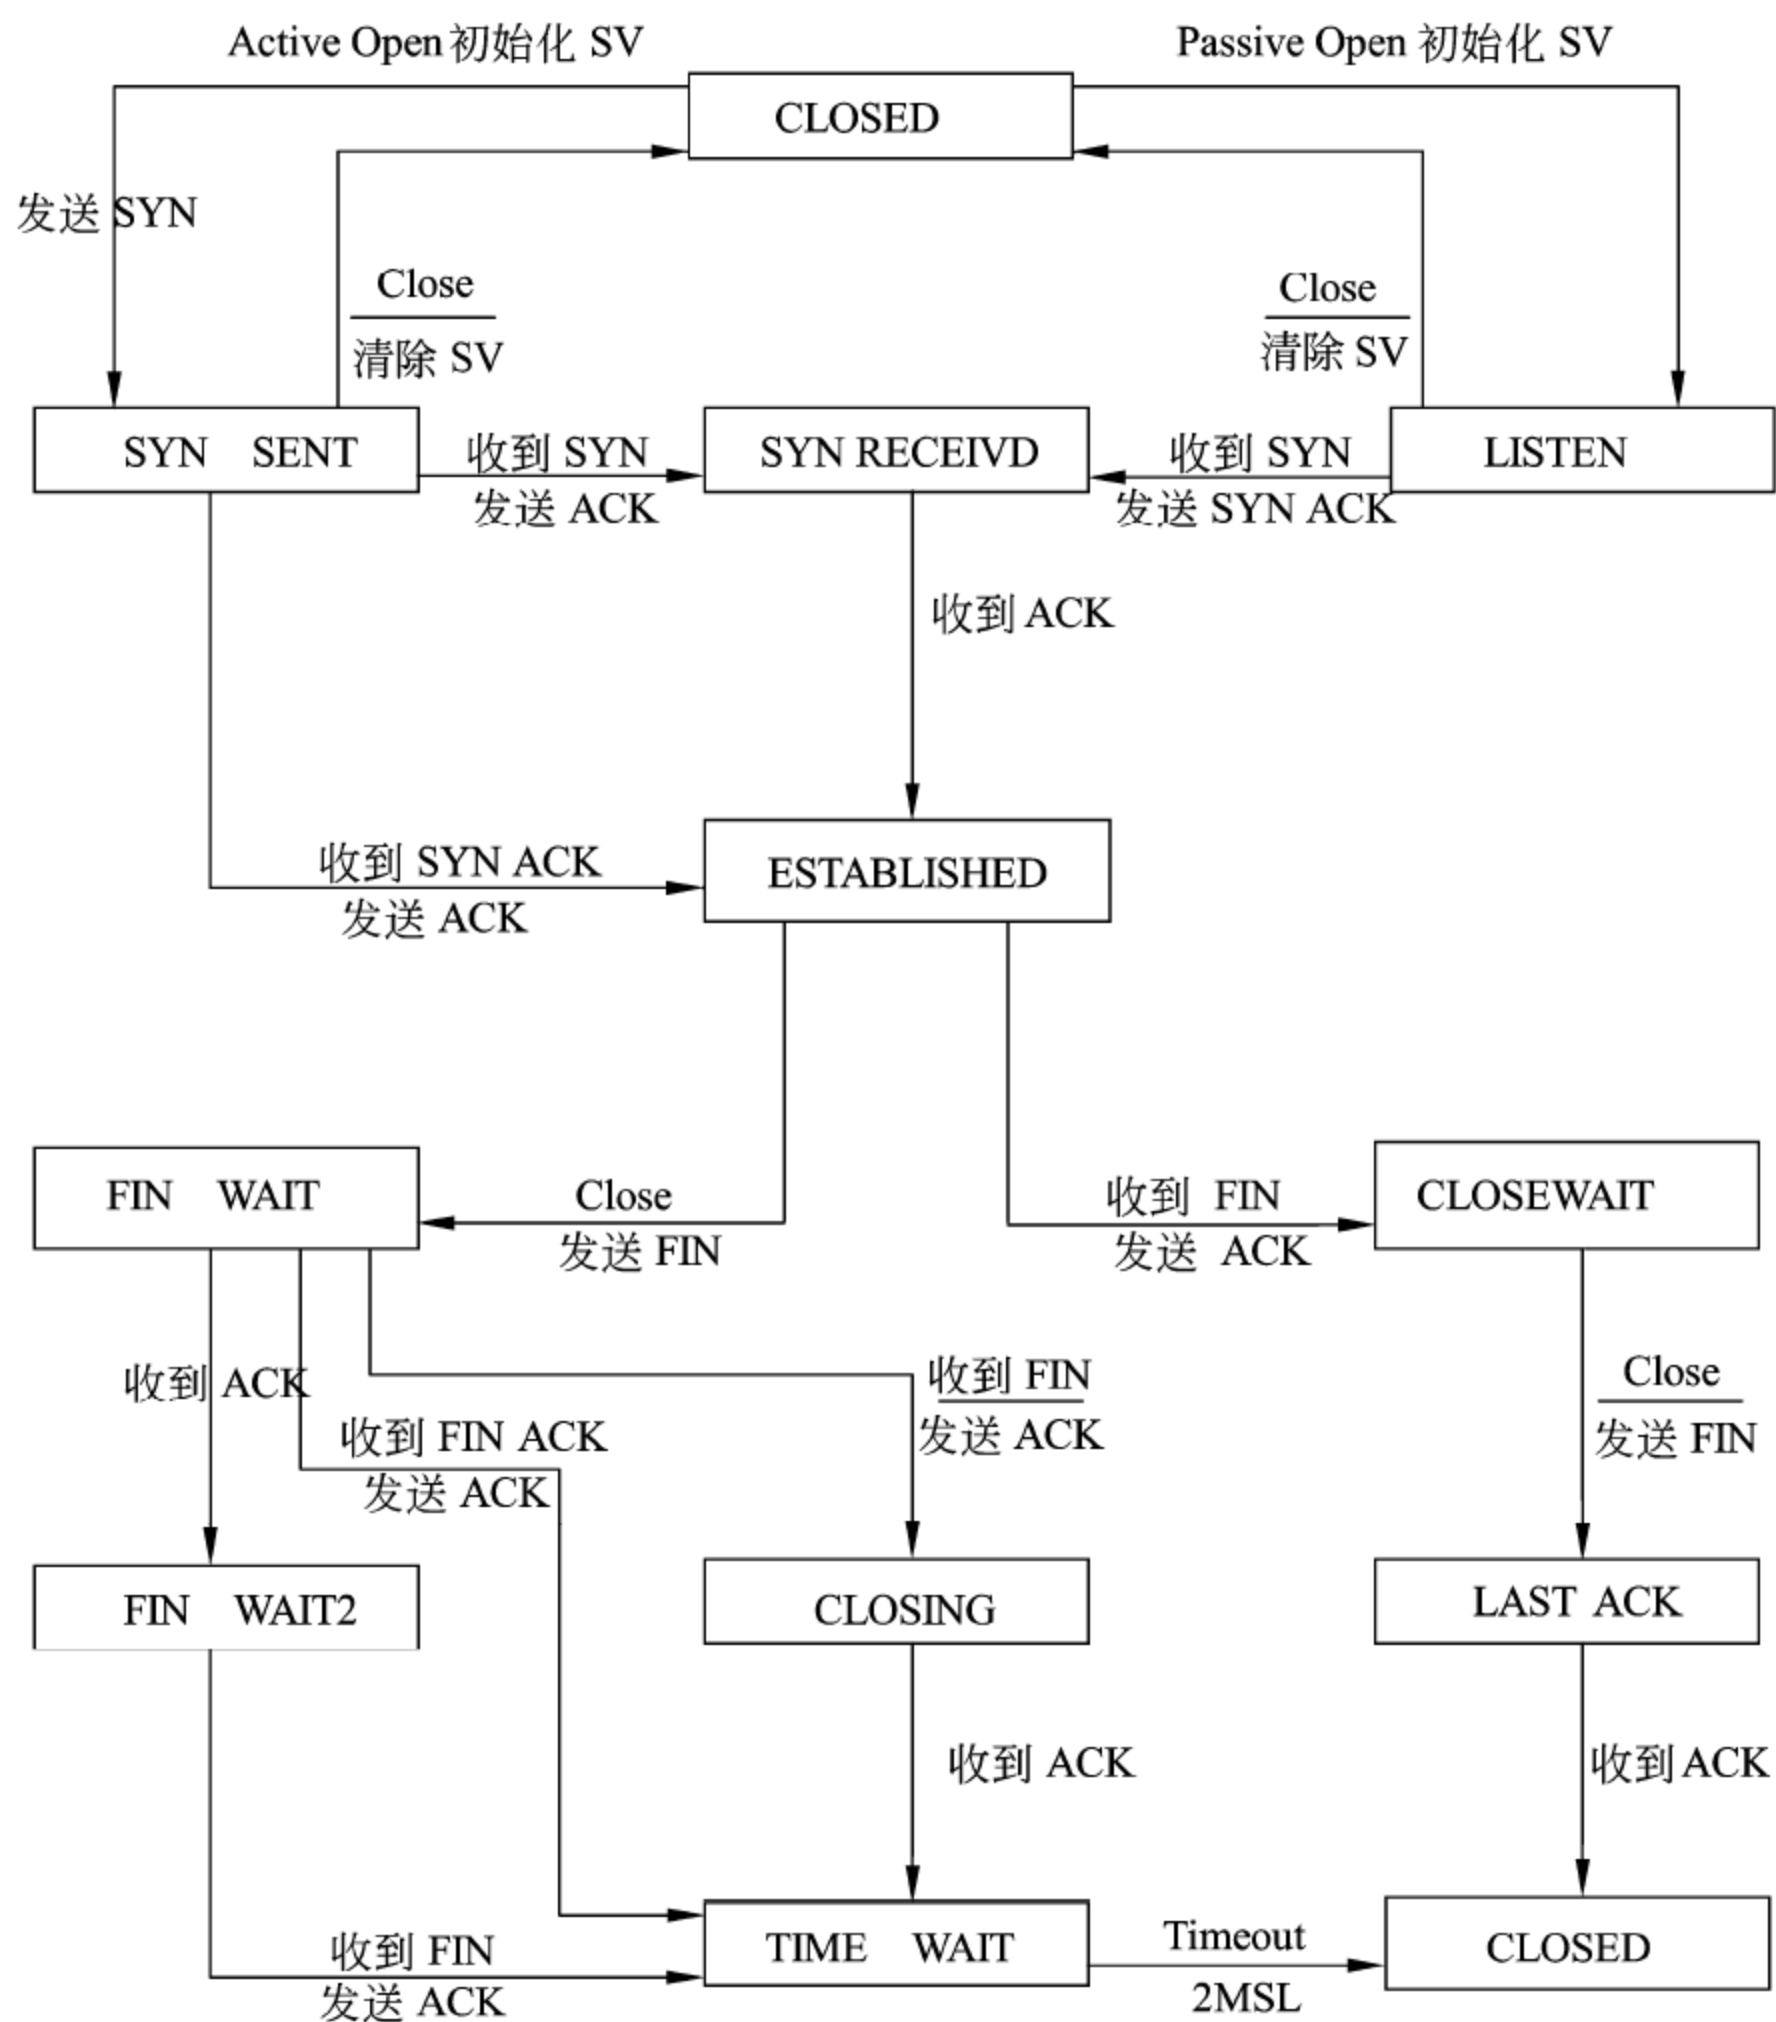 Active Open初始化 SV
Passive Open 初始化 SV
CLOSED
发送 SYN
Close
清除 SV
Close
清除 SV
SYN SENT
收到 SYN
发送 ACK
SYN RECEIVD
收到 SYN
发送 SYN ACK
LISTEN
收到 ACK
收到 SYN ACK
发送 ACK
ESTABLISHED
FIN WAIT
Close
发送 FIN
收到 FIN
发送 ACK
CLOSEWAIT
收到 ACK
收到 FIN ACK
发送 ACK
收到 FIN
发送 ACK
Close
发送 FIN
FIN WAIT2
CLOSING
LAST ACK
收到 ACK
收到 ACK
收到 FIN
发送 ACK
TIME WAIT
Timeout
2MSL
CLOSED